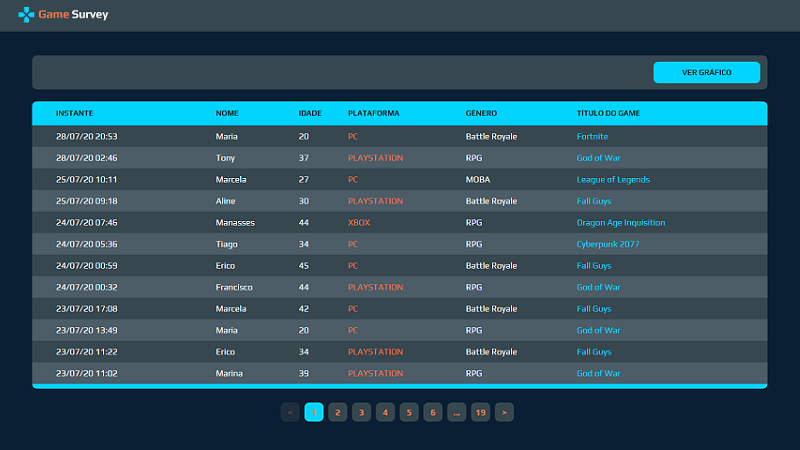 Game Survey
VER GRÁFICO
INSTANTE NOME IDADE PLATAFORMA GÊNERO TÍTULO DO GAME
28/07/20 20:53 Maria 20 PC Battle Royale Fortnite
28/07/20 02:46 Tony 37 PLAYSTATION RPG God of War
25/07/20 10:11 Marcela 27 PC MOBA League of Legends
25/07/20 09:18 Aline 30 PLAYSTATION Battle Royale Fall Guys
24/07/20 07:46 Manasses 44 XBOX RPG Dragon Age Inquisition
24/07/20 05:36 Tiago 34 PC RPG Cyberpunk 2077
24/07/20 00:59 Erico 45 PC Battle Royale Fall Guys
24/07/20 00:32 Francisco 44 PLAYSTATION RPG God of War
23/07/20 17:08 Marcela 42 PC Battle Royale Fall Guys
23/07/20 13:49 Maria 20 PC RPG God of War
23/07/20 11:22 Erico 34 PLAYSTATION Battle Royale Fall Guys
23/07/20 11:02 Marina 39 PLAYSTATION RPG God of War
< 1 2 3 4 5 6 ... 19 >